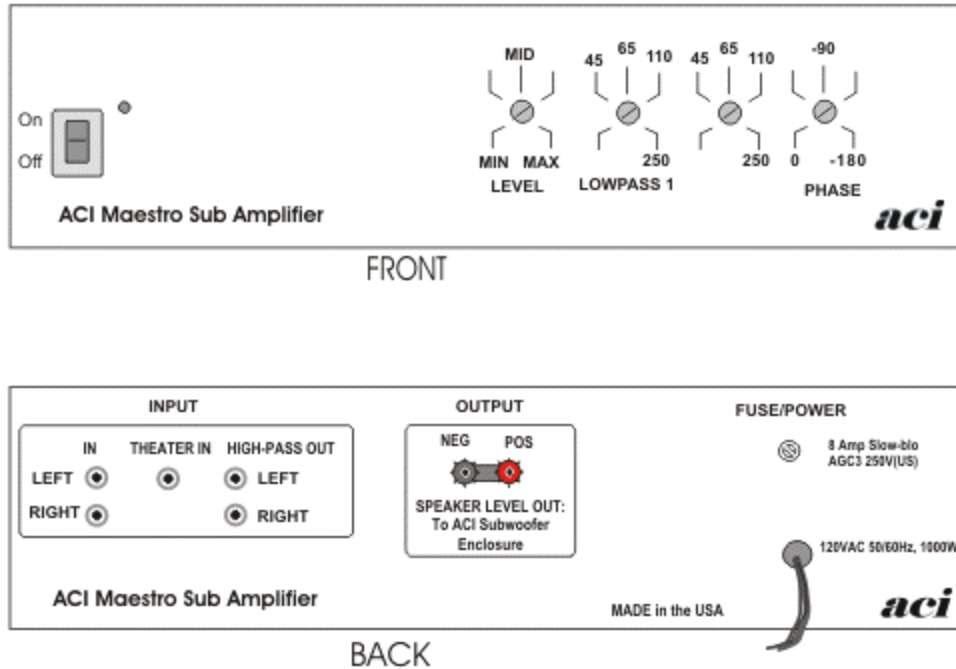 MID
45 65 110 45 65 110 -90
On
Off
MIN MAX 250 250 0 -180
LEVEL LOWPASS 1 PHASE
ACI Maestro Sub Amplifier aci
FRONT
INPUT OUTPUT FUSE/POWER
IN THEATER IN HIGH-PASS OUT
LEFT LEFT
RIGHT RIGHT
NEG POS
SPEAKER LEVEL OUT:
To ACI Subwoofer
Enclosure
8 Amp Slow-blo
AGC3 250V(US)
120VAC 50/60Hz, 1000W
ACI Maestro Sub Amplifier MADE in the USA aci
BACK